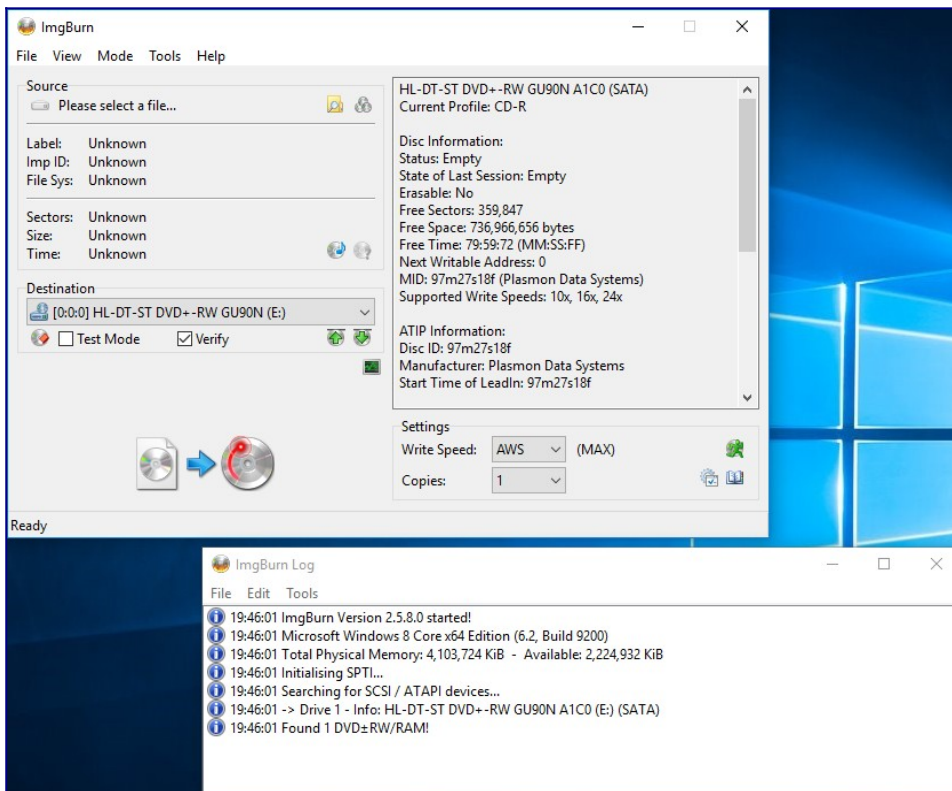 ImgBurn
File View Mode Tools Help
Source
Please select a file...
Label: Unknown
Imp ID: Unknown
File Sys: Unknown
Sectors: Unknown
Size: Unknown
Time: Unknown
Destination
[0:0:0] HL-DT-ST DVD+-RW GU90N (E:)
Test Mode Verify
HL-DT-ST DVD+-RW GU90N A1C0 (SATA)
Current Profile: CD-R
Disc Information:
Status: Empty
State of Last Session: Empty
Erasable: No
Free Sectors: 359,847
Free Space: 736,966,656 bytes
Free Time: 79:59:72 (MM:SS:FF)
Next Writable Address: 0
MID: 97m27s18f (Plasmon Data Systems)
Supported Write Speeds: 10x, 16x, 24x
ATIP Information:
Disc ID: 97m27s18f
Manufacturer: Plasmon Data Systems
Start Time of LeadIn: 97m27s18f
Settings
Write Speed: AWS (MAX)
Copies: 1
Ready
ImgBurn Log
File Edit Tools
19:46:01 ImgBurn Version 2.5.8.0 started!
19:46:01 Microsoft Windows 8 Core x64 Edition (6.2, Build 9200)
19:46:01 Total Physical Memory: 4,103,724 KiB - Available: 2,224,932 KiB
19:46:01 Initialising SPTI...
19:46:01 Searching for SCSI / ATAPI devices...
19:46:01 -> Drive 1 - Info: HL-DT-ST DVD+-RW GU90N A1C0 (E:) (SATA)
19:46:01 Found 1 DVD±RW/RAM!